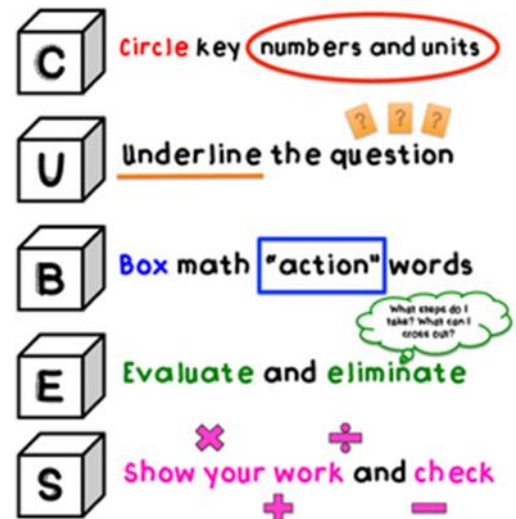 C
Circle key numbers and units
? ? ?
U
Underline the question
B
Box math "action" words
What steps do I
take? What can I
cross out?
E
Evaluate and eliminate
× ÷
S
Show your work and check
+ −